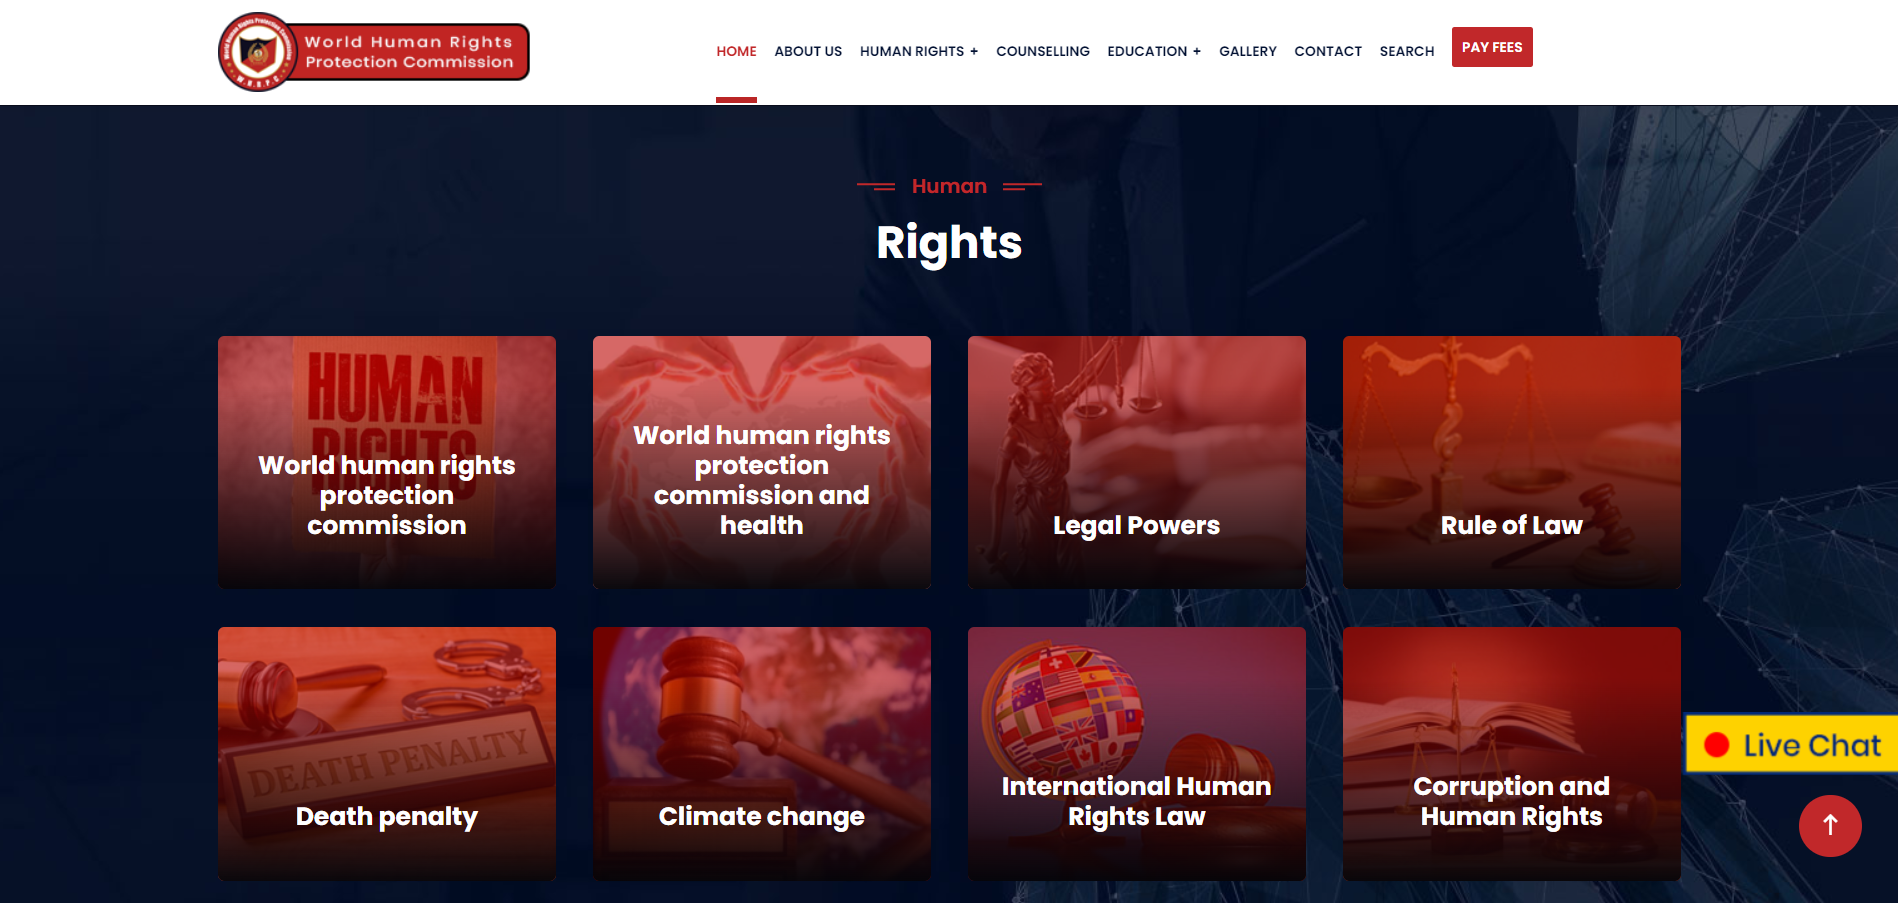 World Human Rights
Protection Commission
W.H.R.P.C.
HOME ABOUT US HUMAN RIGHTS + COUNSELLING EDUCATION + GALLERY CONTACT SEARCH PAY FEES
Human
Rights
HUMAN
RIGHTS
World human rights
protection
commission
World human rights
protection
commission and
health
Legal Powers
Rule of Law
DEATH PENALTY
Death penalty
Climate change
International Human
Rights Law
Corruption and
Human Rights
Live Chat